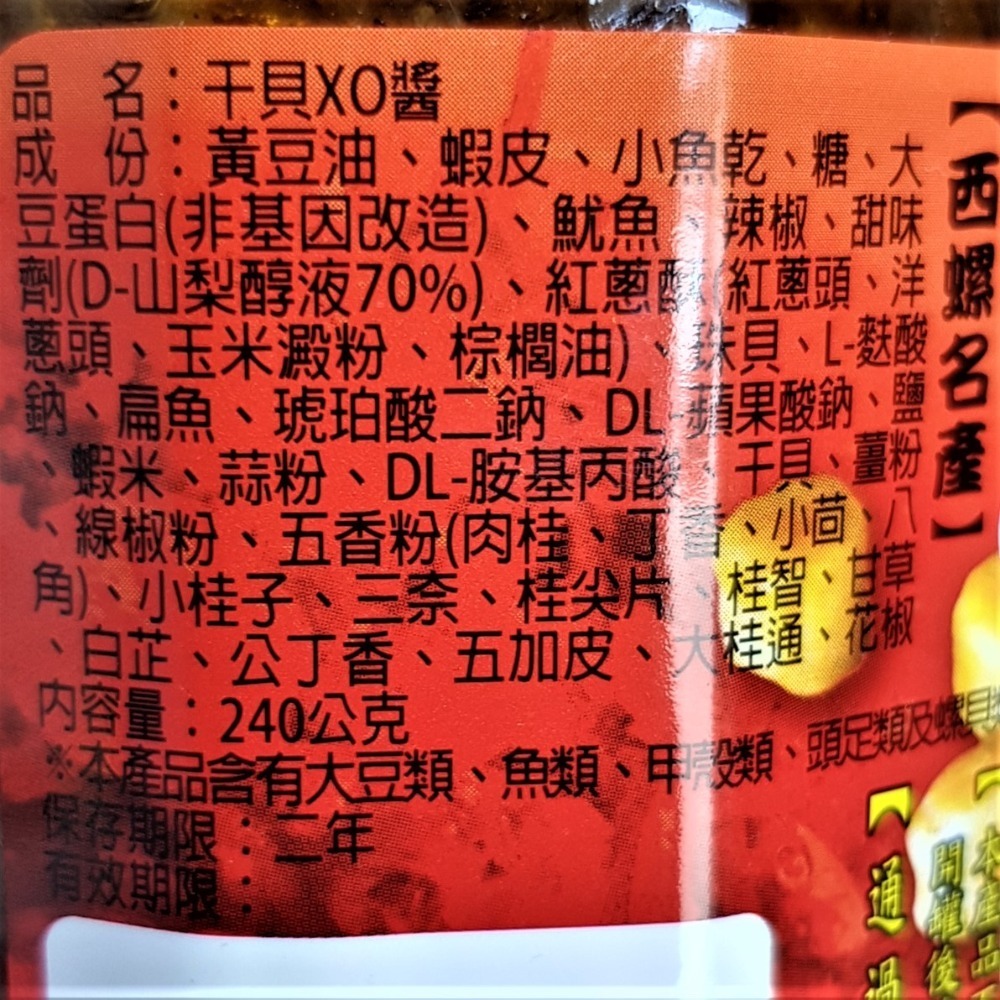 品　名：干貝XO醬
成　份：黃豆油、蝦皮、小魚乾、糖、大
豆蛋白(非基因改造)、魷魚、辣椒、甜味
劑(D-山梨醇液70%)、紅蔥酥(紅蔥頭、洋
蔥頭、玉米澱粉、棕櫚油)、珠貝、L-麩酸
鈉、扁魚、琥珀酸二鈉、DL-蘋果酸鈉、鹽
、蝦米、蒜粉、DL-胺基丙酸、干貝、薑粉
、線椒粉、五香粉(肉桂、丁香、小茴、八
角)、小桂子、三奈、桂尖片、桂智、甘草
、白芷、公丁香、五加皮、大桂通、花椒
內容量：240公克
※本產品含有大豆類、魚類、甲殼類、頭足類及螺貝
保存期限：二年
有效期限：
【西螺名產】
【本產品
開罐後
【通過